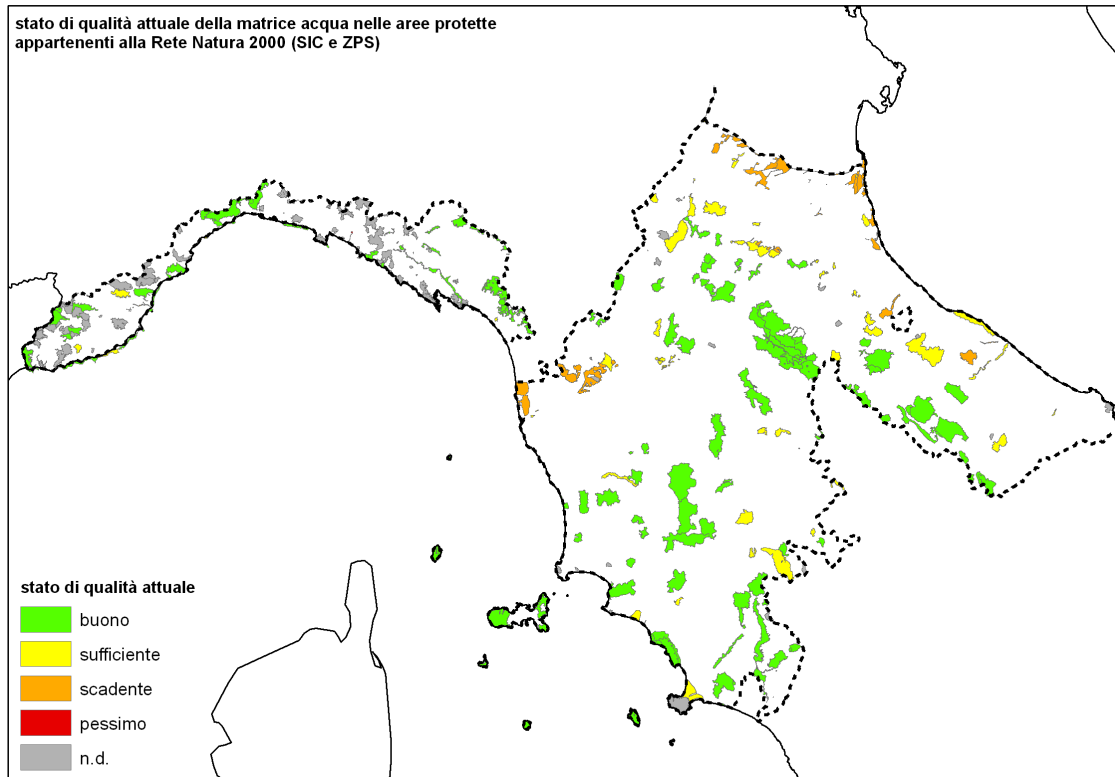 stato di qualità attuale della matrice acqua nelle aree protette
appartenenti alla Rete Natura 2000 (SIC e ZPS)
stato di qualità attuale
buono
sufficiente
scadente
pessimo
n.d.